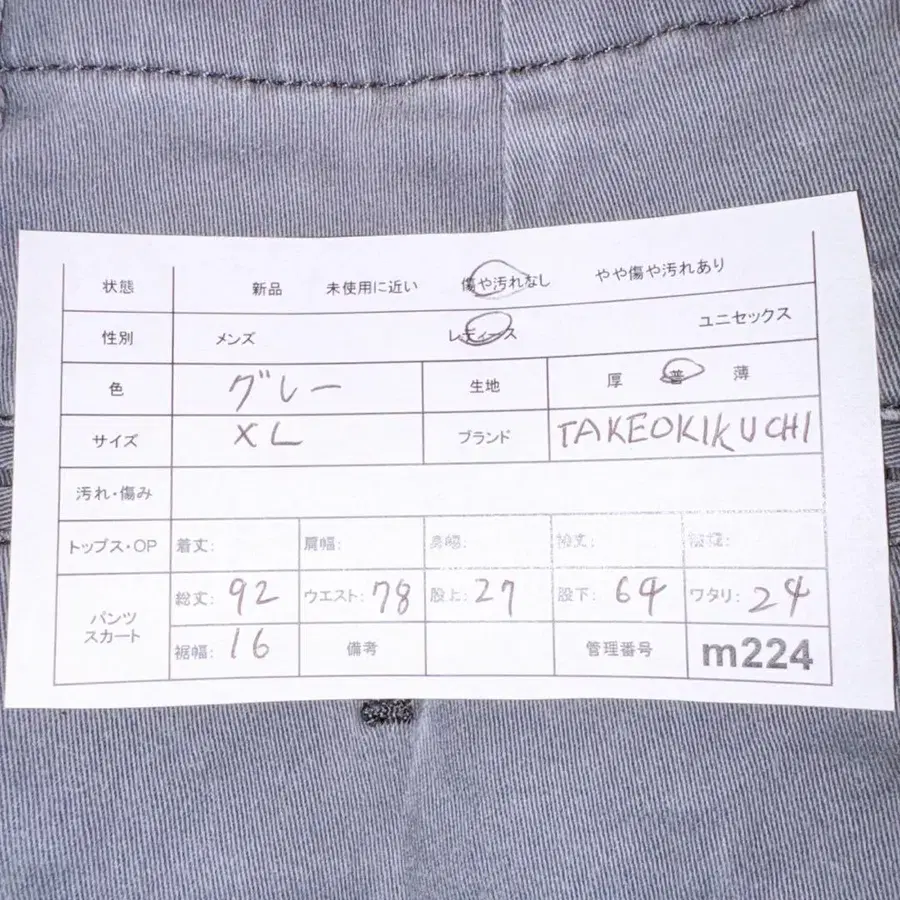 状態 新品 未使用に近い 傷や汚れなし やや傷や汚れあり
性別 メンズ レディース ユニセックス
色 グレー 生地 厚 普 薄
サイズ XL ブランド TAKEOKIKUCHI
汚れ・傷み
トップス・OP 着丈: 肩幅: 身幅: 袖丈:
パンツ スカート 総丈: 92 ウエスト: 78 股上: 27 股下: 64 ワタリ: 24
裾幅: 16 備考 管理番号 m224